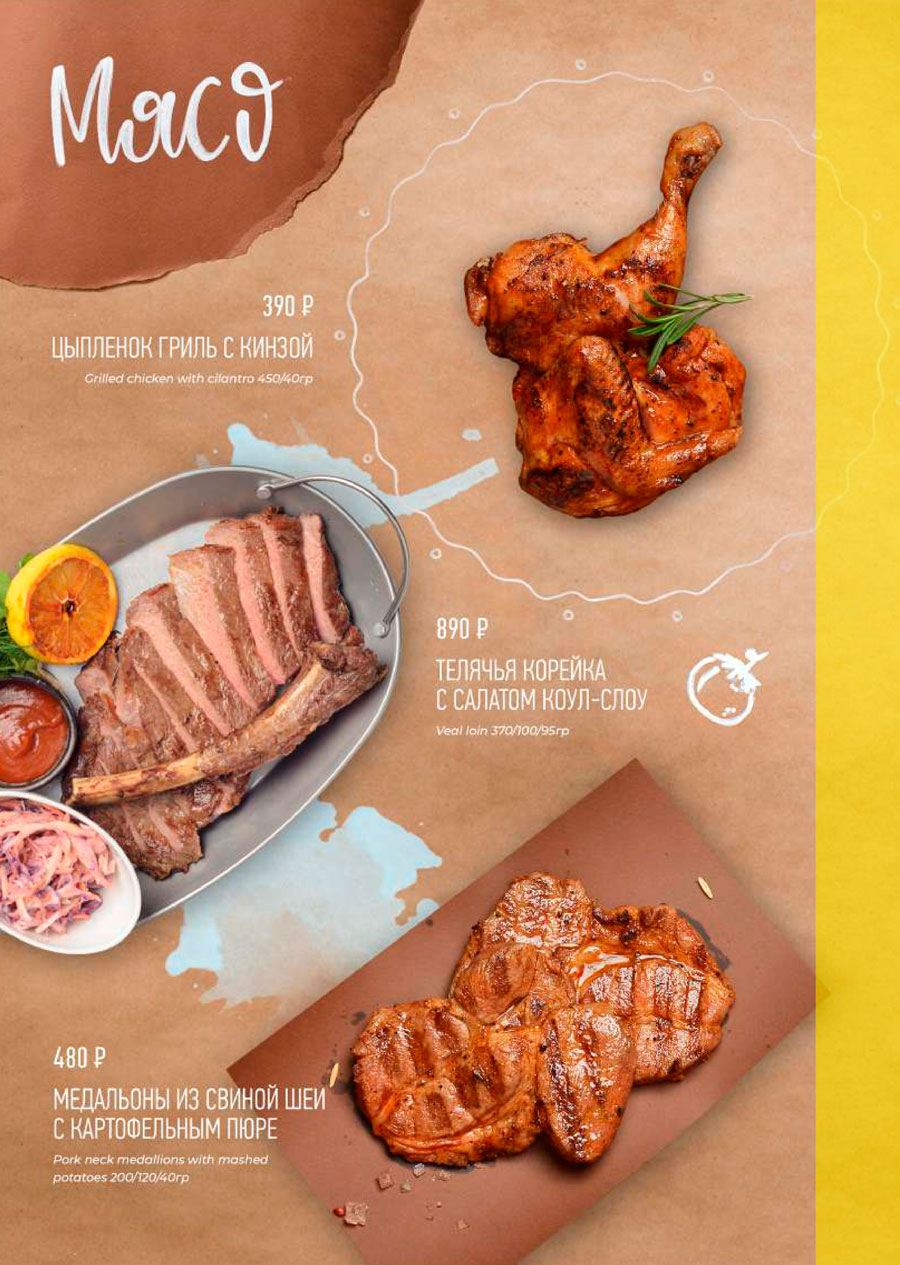 Мясо
390 ₽
ЦЫПЛЕНОК ГРИЛЬ С КИНЗОЙ
Grilled chicken with cilantro 450/40гр
890 ₽
ТЕЛЯЧЬЯ КОРЕЙКА
С САЛАТОМ КОУЛ-СЛОУ
Veal loin 370/100/95гр
480 ₽
МЕДАЛЬОНЫ ИЗ СВИНОЙ ШЕИ
С КАРТОФЕЛЬНЫМ ПЮРЕ
Pork neck medallions with mashed
potatoes 200/120/40гр